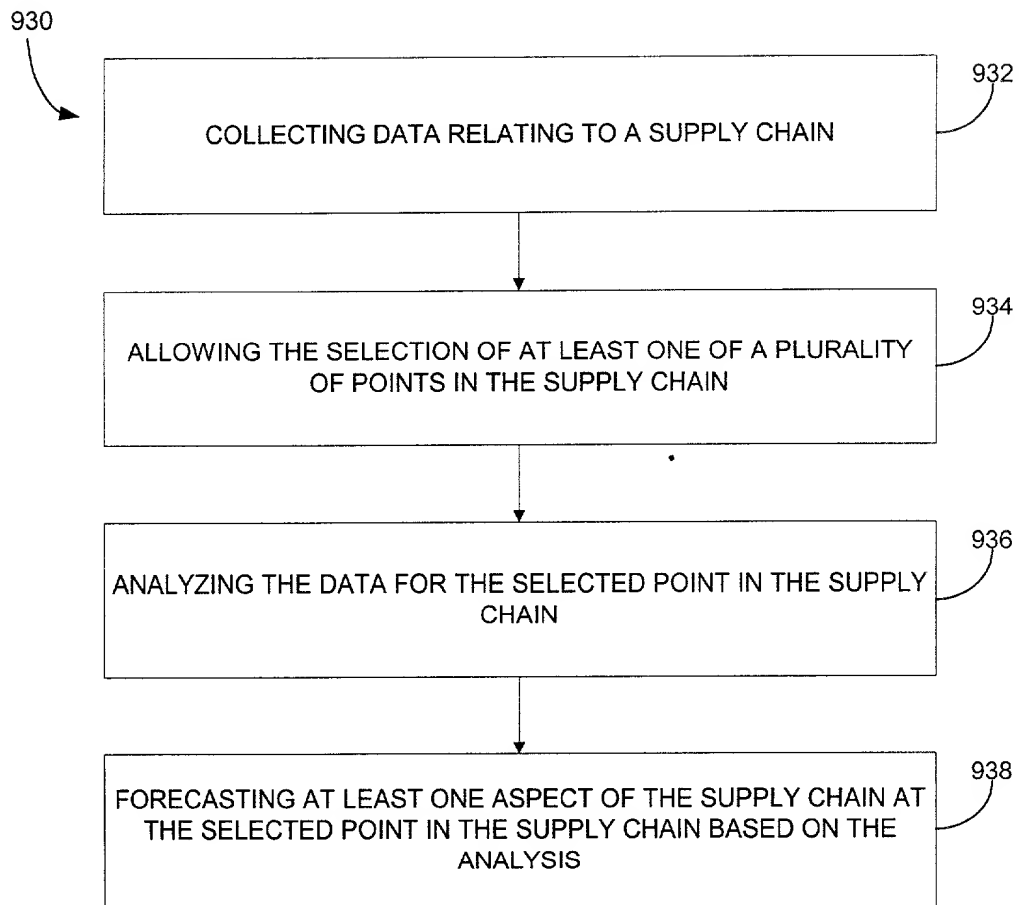 930
932
COLLECTING DATA RELATING TO A SUPPLY CHAIN
934
ALLOWING THE SELECTION OF AT LEAST ONE OF A PLURALITY
OF POINTS IN THE SUPPLY CHAIN
936
ANALYZING THE DATA FOR THE SELECTED POINT IN THE SUPPLY
CHAIN
938
FORECASTING AT LEAST ONE ASPECT OF THE SUPPLY CHAIN AT
THE SELECTED POINT IN THE SUPPLY CHAIN BASED ON THE
ANALYSIS